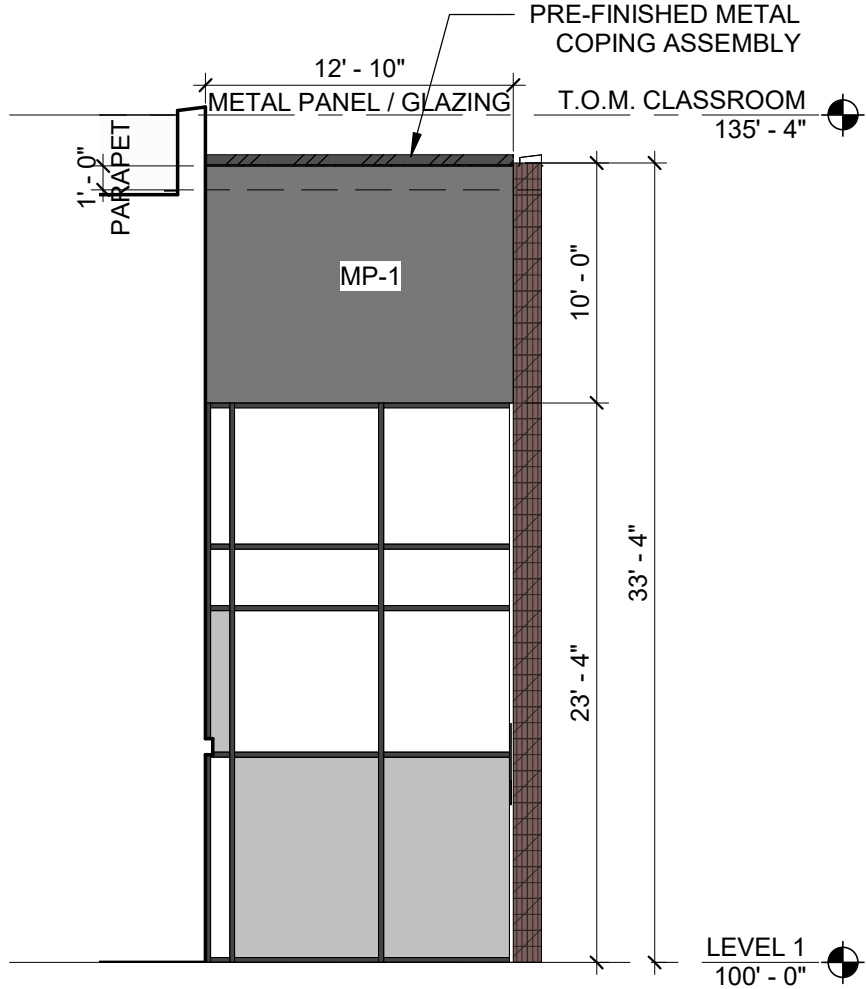 PRE-FINISHED METAL
COPING ASSEMBLY
12' - 10"
METAL PANEL / GLAZING
T.O.M. CLASSROOM
135' - 4"
1' - 0"
PARAPET
MP-1
10' - 0"
33' - 4"
23' - 4"
LEVEL 1
100' - 0"